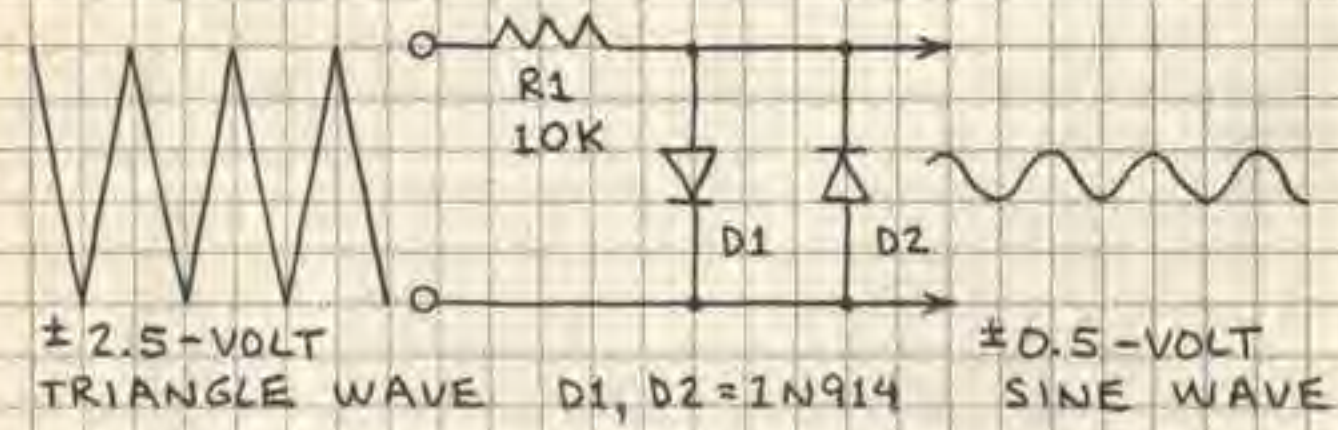 R1
10K
D1
D2
± 2.5-VOLT
TRIANGLE WAVE
D1, D2 = 1N914
±0.5-VOLT
SINE WAVE